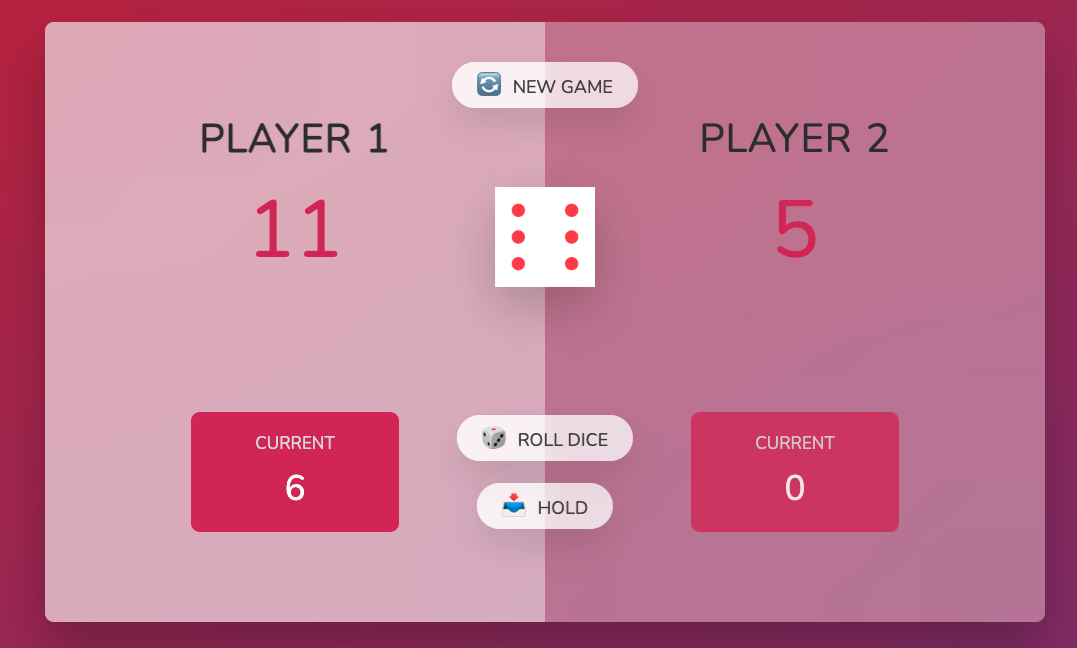 NEW GAME
PLAYER 1
11
PLAYER 2
5
CURRENT
6
ROLL DICE
HOLD
CURRENT
0